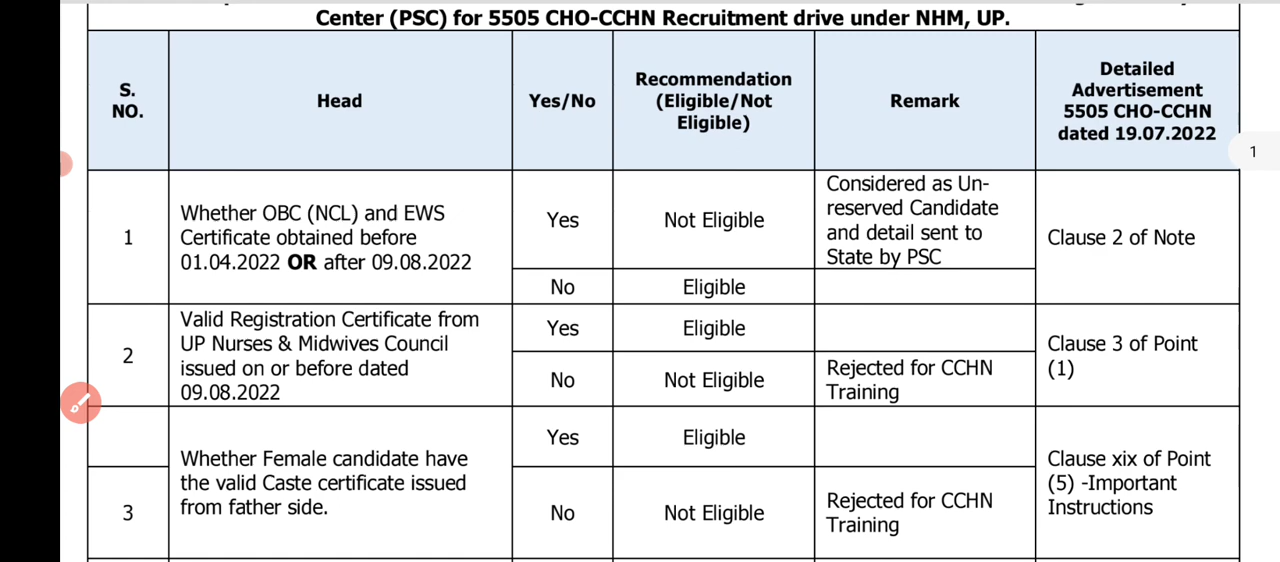 Center (PSC) for 5505 CHO-CCHN Recruitment drive under NHM, UP.
S.
NO.
Head
Yes/No
Recommendation
(Eligible/Not
Eligible)
Remark
Detailed
Advertisement
5505 CHO-CCHN
dated 19.07.2022
1
1
Whether OBC (NCL) and EWS
Certificate obtained before
01.04.2022 OR after 09.08.2022
Yes
Not Eligible
Considered as Un-
reserved Candidate
and detail sent to
State by PSC
Clause 2 of Note
No
Eligible
2
Valid Registration Certificate from
UP Nurses & Midwives Council
issued on or before dated
09.08.2022
Yes
Eligible
Clause 3 of Point
(1)
No
Not Eligible
Rejected for CCHN
Training
3
Whether Female candidate have
the valid Caste certificate issued
from father side.
Yes
Eligible
Clause xix of Point
(5) -Important
Instructions
No
Not Eligible
Rejected for CCHN
Training